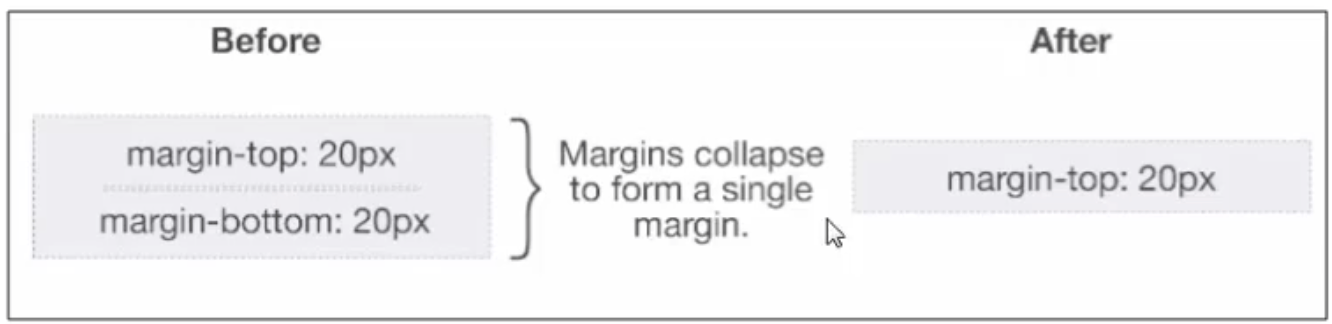 Before
After
margin-top: 20px
margin-bottom: 20px
Margins collapse
to form a single
margin.
margin-top: 20px